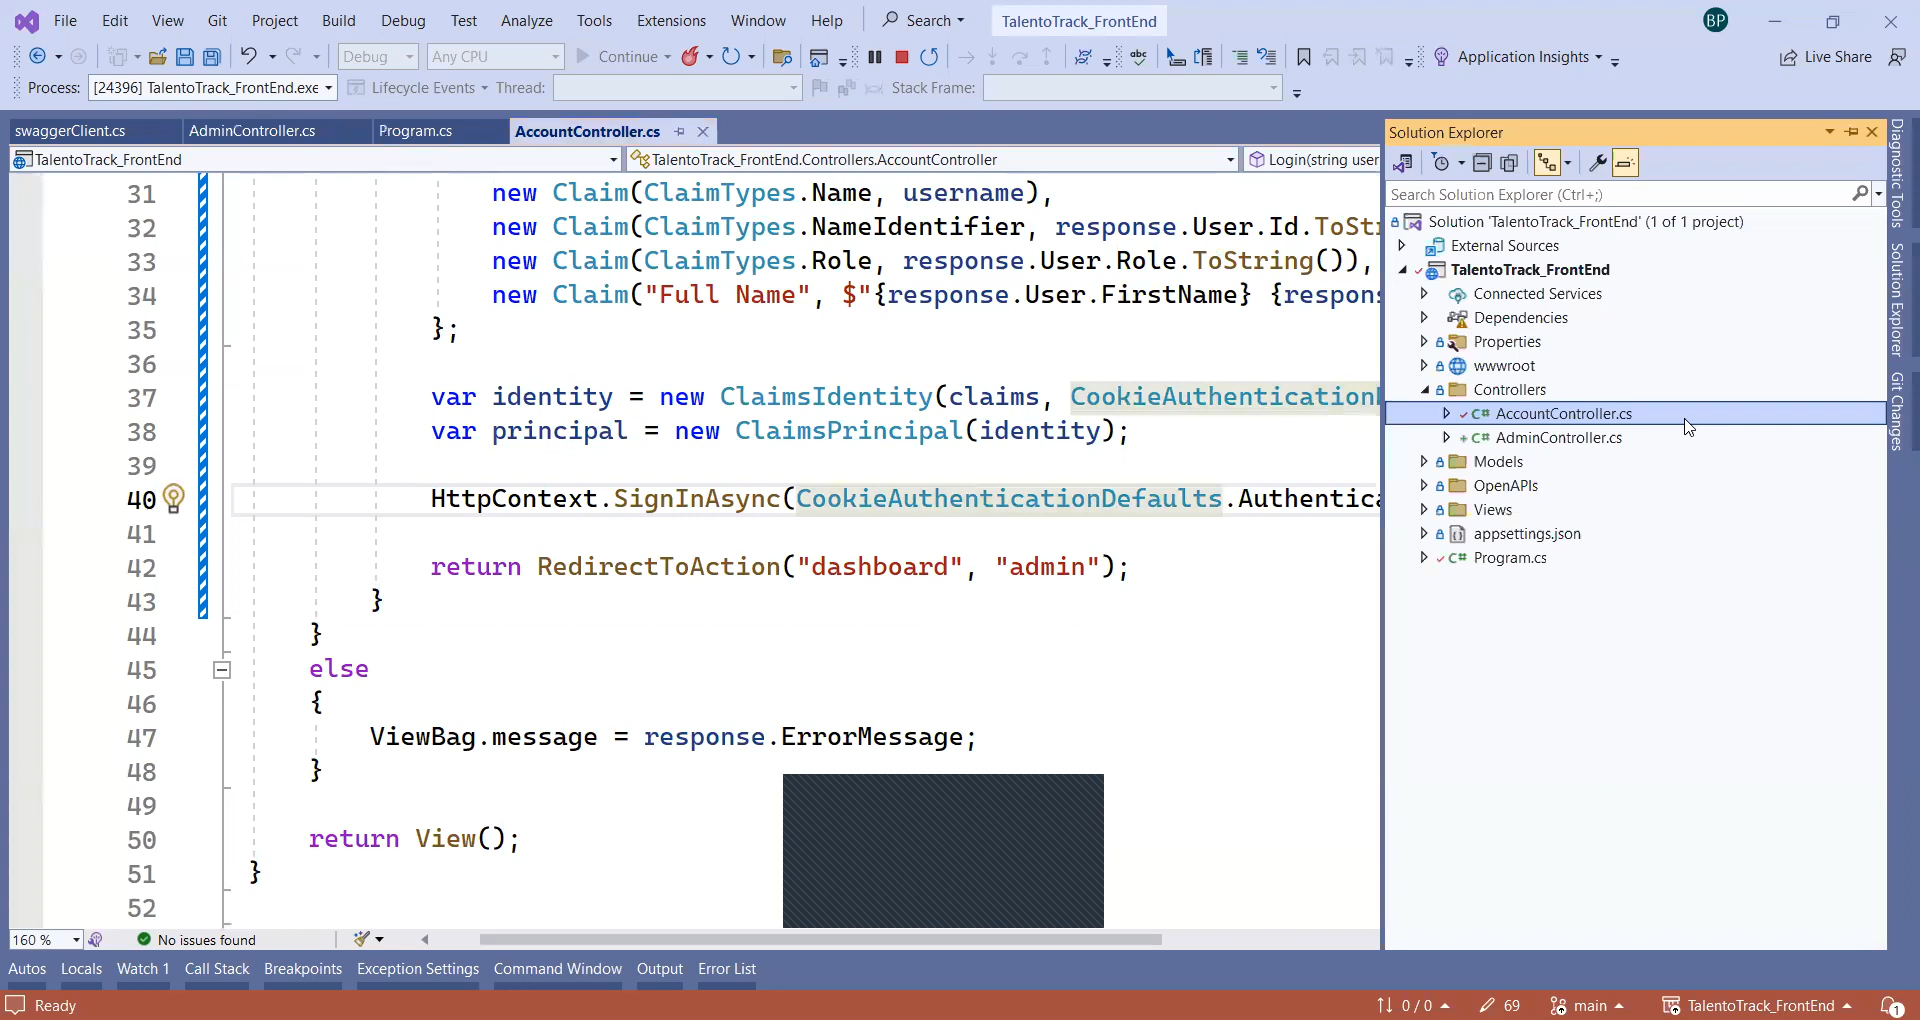 File Edit View Git Project Build Debug Test Analyze Tools Extensions Window Help Search TalentoTrack_FrontEnd BP
Debug Any CPU Continue abc Application Insights Live Share
Process: [24396] TalentoTrack_FrontEnd.exe Lifecycle Events Thread: Stack Frame:
swaggerClient.cs AdminController.cs Program.cs AccountController.cs
TalentoTrack_FrontEnd TalentoTrack_FrontEnd.Controllers.AccountController Login(string user
31 new Claim(ClaimTypes.Name, username),
32 new Claim(ClaimTypes.NameIdentifier, response.User.Id.ToStr
33 new Claim(ClaimTypes.Role, response.User.Role.ToString()),
34 new Claim("Full Name", $"{response.User.FirstName} {respons
35 };
36
37 var identity = new ClaimsIdentity(claims, CookieAuthentication
38 var principal = new ClaimsPrincipal(identity);
39
40 HttpContext.SignInAsync(CookieAuthenticationDefaults.Authentica
41
42 return RedirectToAction("dashboard", "admin");
43 }
44 }
45 else
46 {
47 ViewBag.message = response.ErrorMessage;
48 }
49
50 return View();
51 }
52
160 % No issues found
Solution Explorer
Search Solution Explorer (Ctrl+;)
Solution 'TalentoTrack_FrontEnd' (1 of 1 project)
External Sources
TalentoTrack_FrontEnd
Connected Services
Dependencies
Properties
wwwroot
Controllers
C# AccountController.cs
C# AdminController.cs
Models
OpenAPIs
Views
appsettings.json
C# Program.cs
Diagnostic Tools
Solution Explorer
Git Changes
Autos Locals Watch 1 Call Stack Breakpoints Exception Settings Command Window Output Error List
Ready 0 / 0 69 main TalentoTrack_FrontEnd 1